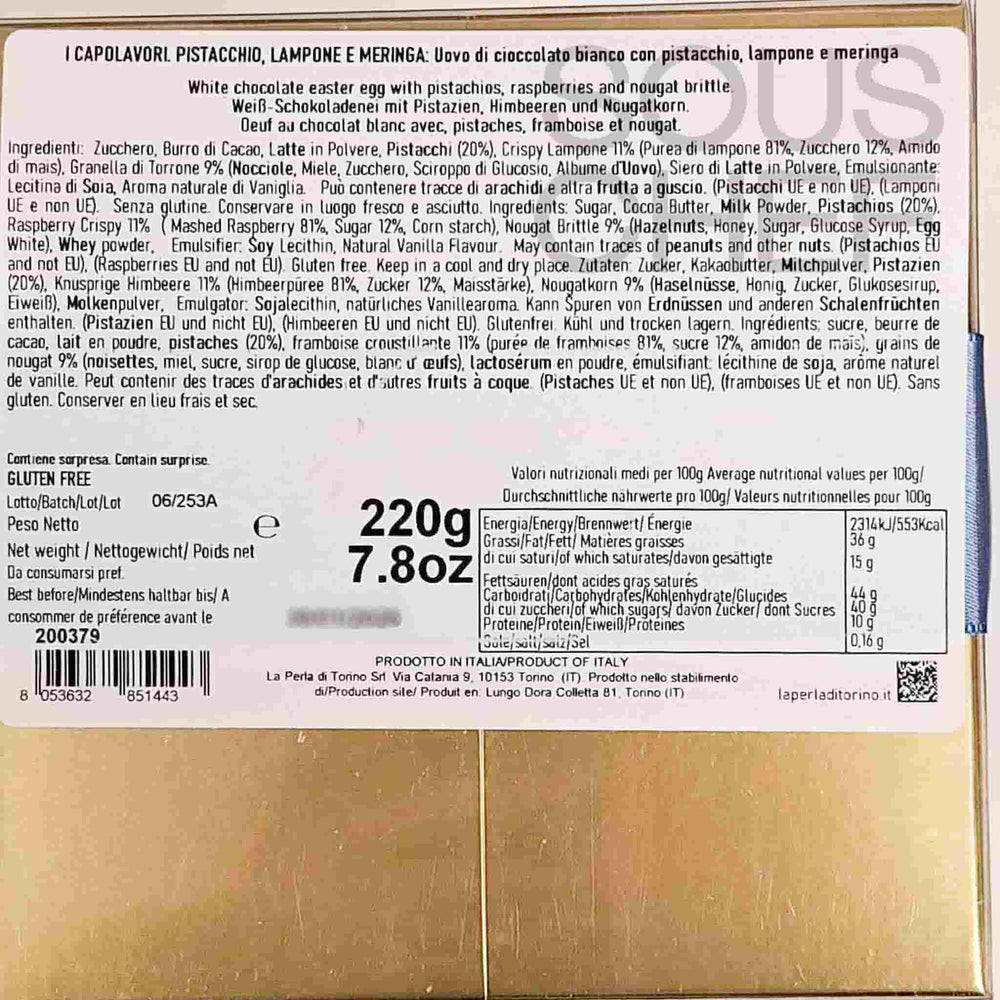 I CAPOLAVORI. PISTACCHIO, LAMPONE E MERINGA: Uovo di cioccolato bianco con pistacchio, lampone e meringa
White chocolate easter egg with pistachios, raspberries and nougat brittle.
Weiß-Schokoladenei mit Pistazien, Himbeeren und Nougatkorn.
Oeuf au chocolat blanc avec, pistaches, framboise et nougat.
SOUS
CHEF
Ingredienti: Zucchero, Burro di Cacao, Latte in Polvere, Pistacchi (20%), Crispy Lampone 11% (Purea di lampone 81%, Zucchero 12%, Amido
di mais), Granella di Torrone 9% (Nocciole, Miele, Zucchero, Sciroppo di Glucosio, Albume d'Uovo), Siero di Latte in Polvere, Emulsionante:
Lecitina di Soia, Aroma naturale di Vaniglia. Può contenere tracce di arachidi e altra frutta a guscio. (Pistacchi UE e non UE), (Lamponi
UE e non UE). Senza glutine. Conservare in luogo fresco e asciutto. Ingredients: Sugar, Cocoa Butter, Milk Powder, Pistachios (20%),
Raspberry Crispy 11% (Mashed Raspberry 81%, Sugar 12%, Corn starch), Nougat Brittle 9% (Hazelnuts, Honey, Sugar, Glucose Syrup, Egg
White), Whey powder, Emulsifier: Soy Lecithin, Natural Vanilla Flavour. May contain traces of peanuts and other nuts. (Pistachios EU
and not EU), (Raspberries EU and not EU). Gluten free. Keep in a cool and dry place. Zutaten: Zucker, Kakaobutter, Milchpulver, Pistazien
(20%), Knusprige Himbeere 11% (Himbeerpüree 81%, Zucker 12%, Maisstärke), Nougatkorn 9% (Haselnüsse, Honig, Zucker, Glukosesirup,
Eiweiß), Molkenpulver, Emulgator: Sojalecithin, natürliches Vanillearoma. Kann Spuren von Erdnüssen und anderen Schalenfrüchten
enthalten. (Pistazien EU und nicht EU), (Himbeeren EU und nicht EU). Glutenfrei. Kühl und trocken lagern. Ingrédients: sucre, beurre de
cacao, lait en poudre, pistaches (20%), framboise croustillante 11% (purée de framboises 81%, sucre 12%, amidon de maïs), grains de
nougat 9% (noisettes, miel, sucre, sirop de glucose, blanc d' œufs), lactosérum en poudre, émulsifiant: lécithine de soja, arôme naturel
de vanille. Peut contenir des traces d'arachides et d'autres fruits à coque. (Pistaches UE et non UE), (framboises UE et non UE). Sans
gluten. Conserver en lieu frais et sec.
Contiene sorpresa. Contain surprise.
GLUTEN FREE
Lotto/Batch/Lot/Lot 06/253A
Peso Netto
Net weight / Nettogewicht/ Poids net
e 220g
7.8oz
Da consumarsi pref.
Best before/Mindestens haltbar bis/ A
consommer de préférence avant le
200379
8 053632 851443
Valori nutrizionali medi per 100g Average nutritional values per 100g/
Durchschnittliche nährwerte pro 100g/ Valeurs nutritionnelles pour 100g
Energia/Energy/Brennwert/ Énergie 2314kJ/553Kcal
Grassi/Fat/Fett/ Matières graisses 36 g
di cui saturi/of which saturates/davon gesättigte 15 g
Fettsäuren/dont acides gras saturés
Carboidrati/Carbohydrates/Kohlenhydrate/Glucides 44 g
di cui zuccheri/of which sugars/ davon Zucker/ dont Sucres 40 g
Proteine/Protein/Eiweiß/Protéines 10 g
Sale/salt/salz/Sel 0,16 g
PRODOTTO IN ITALIA/PRODUCT OF ITALY
La Perla di Torino Srl Via Catania 9, 10153 Torino (IT). Prodotto nello stabilimento
di/Production site/ Produit en: Lungo Dora Colletta 81, Torino (IT)
laperladitorino.it